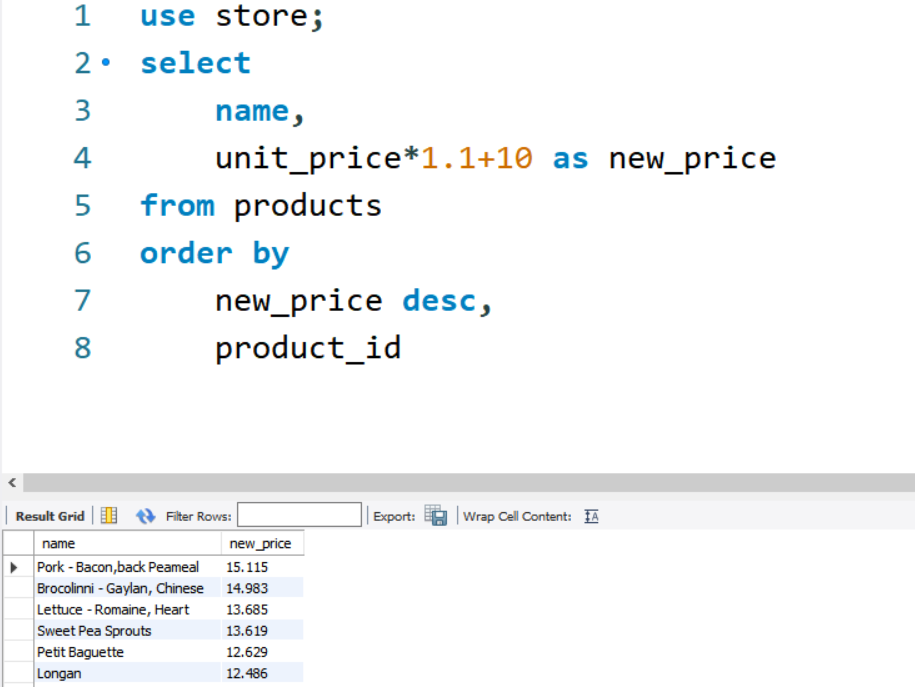 1 use store;
2 select
3 name,
4 unit_price*1.1+10 as new_price
5 from products
6 order by
7 new_price desc,
8 product_id
Result Grid Filter Rows: Export: Wrap Cell Content:
name new_price
Pork - Bacon,back Peameal 15.115
Brocolinni - Gaylan, Chinese 14.983
Lettuce - Romaine, Heart 13.685
Sweet Pea Sprouts 13.619
Petit Baguette 12.629
Longan 12.486